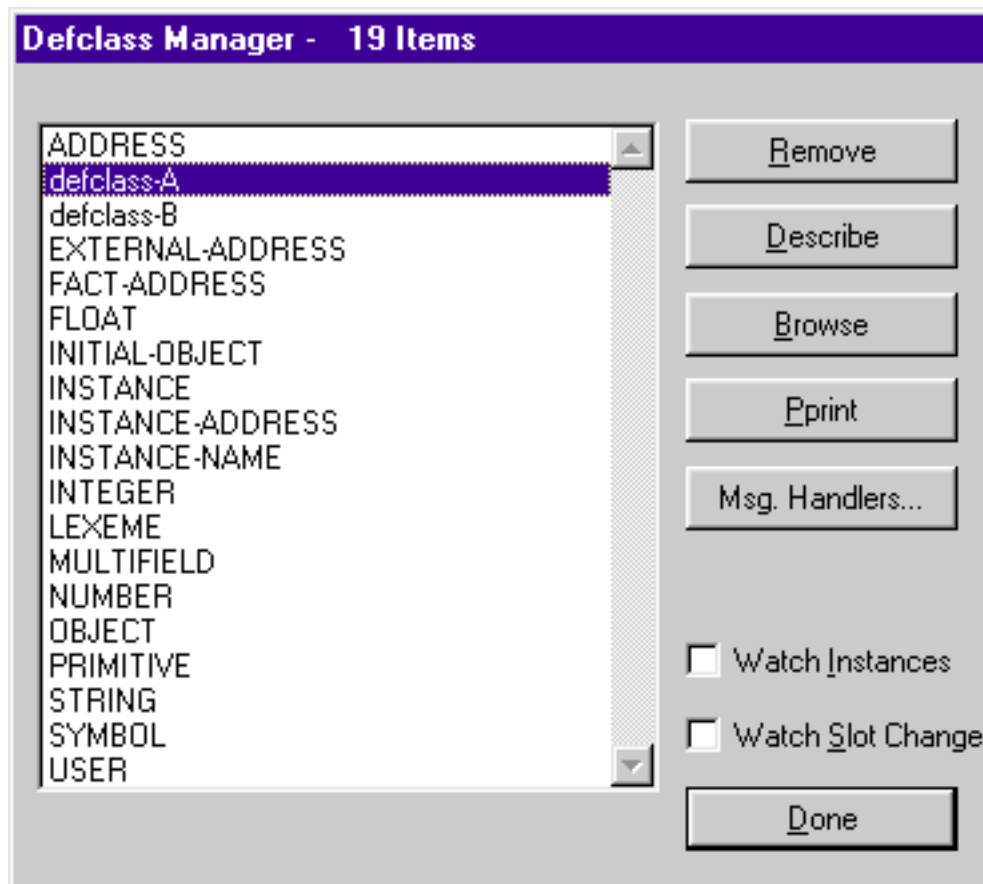 Defclass Manager - 19 Items
ADDRESS
defclass-A
defclass-B
EXTERNAL-ADDRESS
FACT-ADDRESS
FLOAT
INITIAL-OBJECT
INSTANCE
INSTANCE-ADDRESS
INSTANCE-NAME
INTEGER
LEXEME
MULTIFIELD
NUMBER
OBJECT
PRIMITIVE
STRING
SYMBOL
USER
Remove
Describe
Browse
Pprint
Msg. Handlers...
Watch Instances
Watch Slot Change
Done